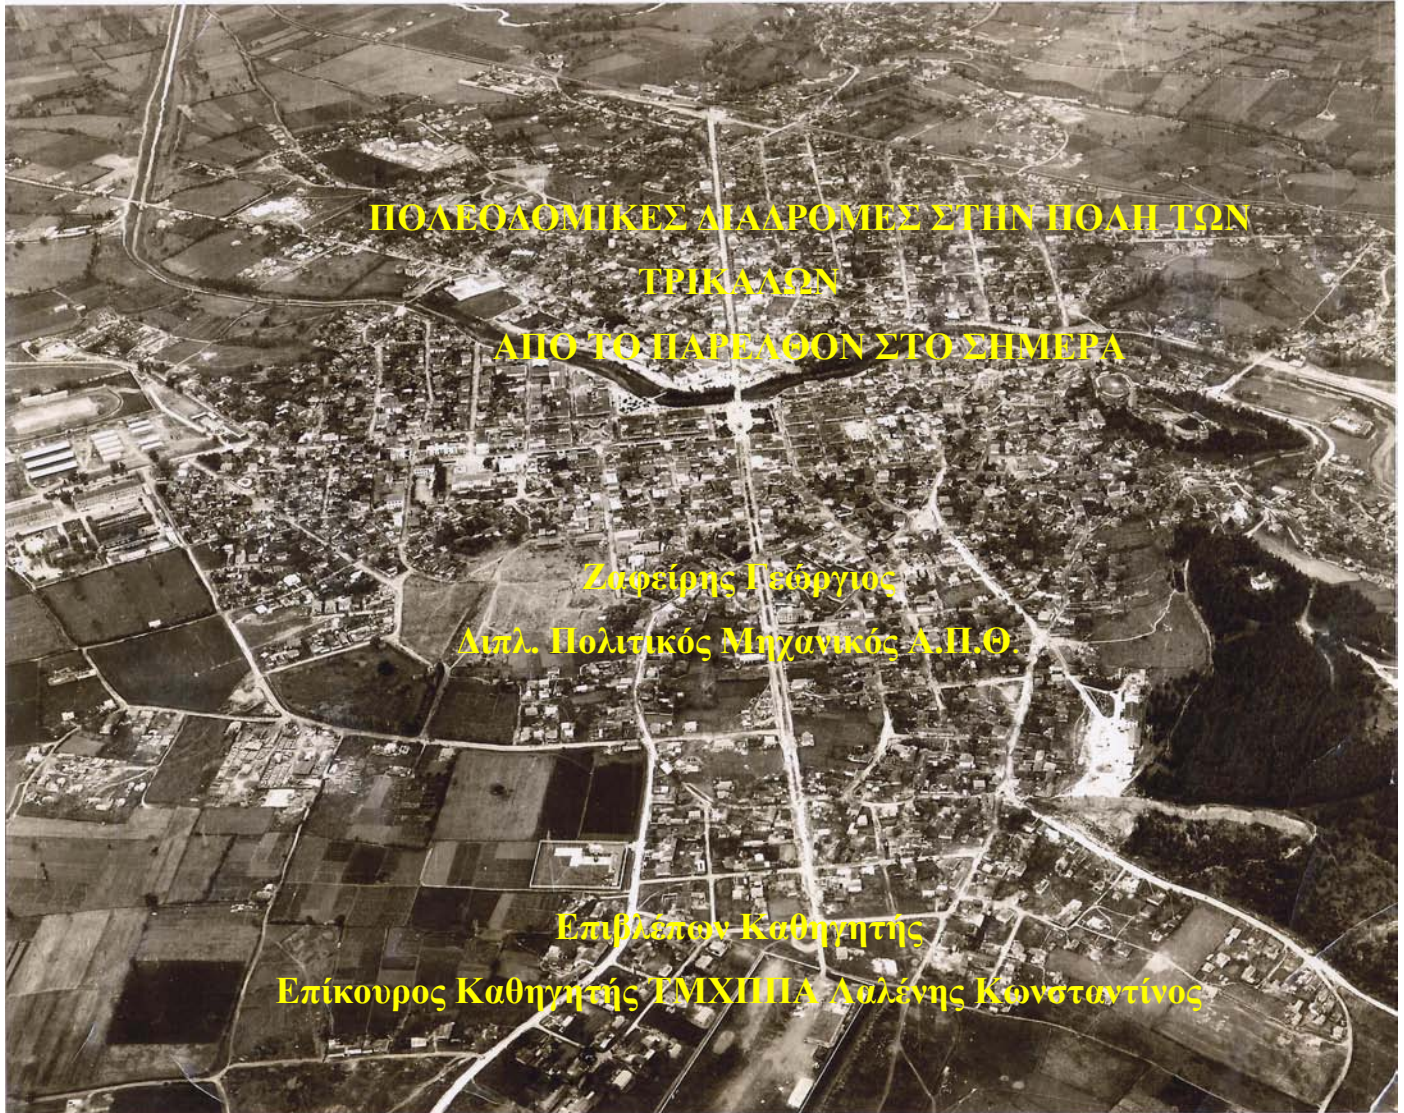 ΠΟΛΕΟΔΟΜΙΚΕΣ ΔΙΑΔΡΟΜΕΣ ΣΤΗΝ ΠΟΛΗ ΤΩΝ
ΤΡΙΚΑΛΩΝ
ΑΠΟ ΤΟ ΠΑΡΕΛΘΟΝ ΣΤΟ ΣΗΜΕΡΑ
Ζαφείρης Γεώργιος
Διπλ. Πολιτικός Μηχανικός Α.Π.Θ.
Επιβλέπων Καθηγητής
Επίκουρος Καθηγητής ΤΜΧΠΠΑ Λαλένης Κωνσταντίνος